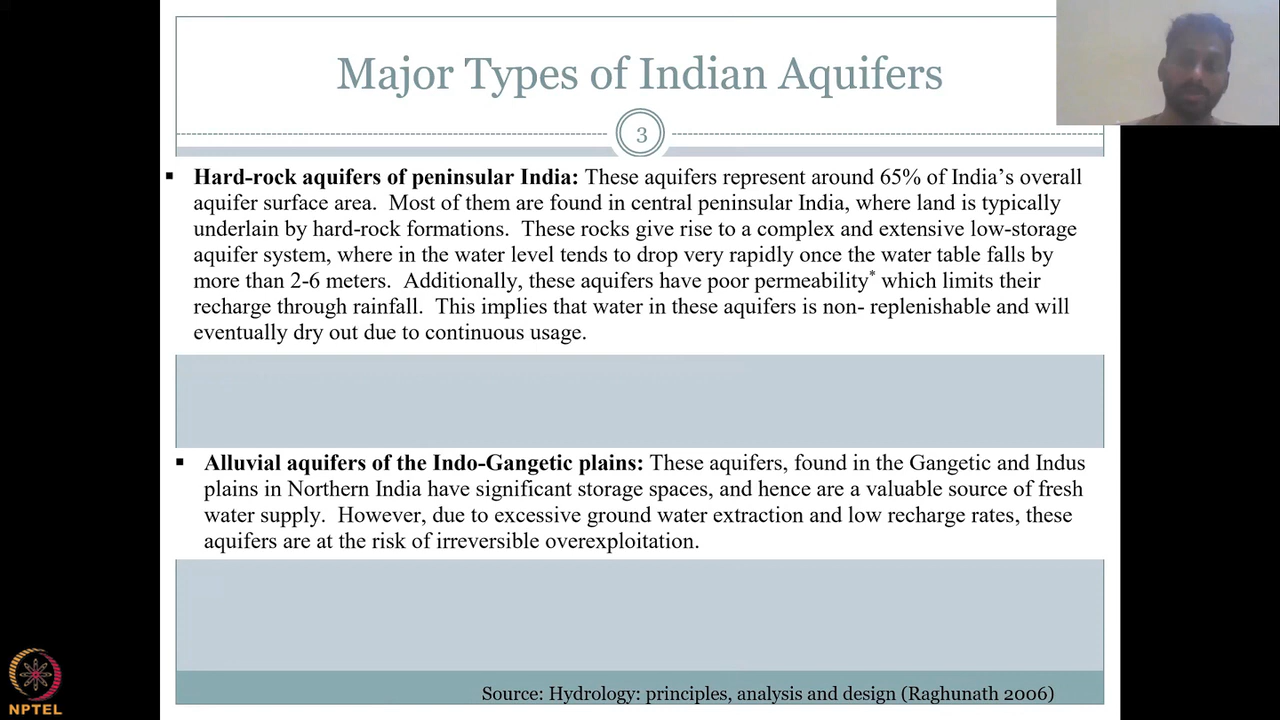 Major Types of Indian Aquifers
3
▪ Hard-rock aquifers of peninsular India: These aquifers represent around 65% of India's overall
aquifer surface area. Most of them are found in central peninsular India, where land is typically
underlain by hard-rock formations. These rocks give rise to a complex and extensive low-storage
aquifer system, where in the water level tends to drop very rapidly once the water table falls by
more than 2-6 meters. Additionally, these aquifers have poor permeability* which limits their
recharge through rainfall. This implies that water in these aquifers is non- replenishable and will
eventually dry out due to continuous usage.
▪ Alluvial aquifers of the Indo-Gangetic plains: These aquifers, found in the Gangetic and Indus
plains in Northern India have significant storage spaces, and hence are a valuable source of fresh
water supply. However, due to excessive ground water extraction and low recharge rates, these
aquifers are at the risk of irreversible overexploitation.
Source: Hydrology: principles, analysis and design (Raghunath 2006)
NPTEL